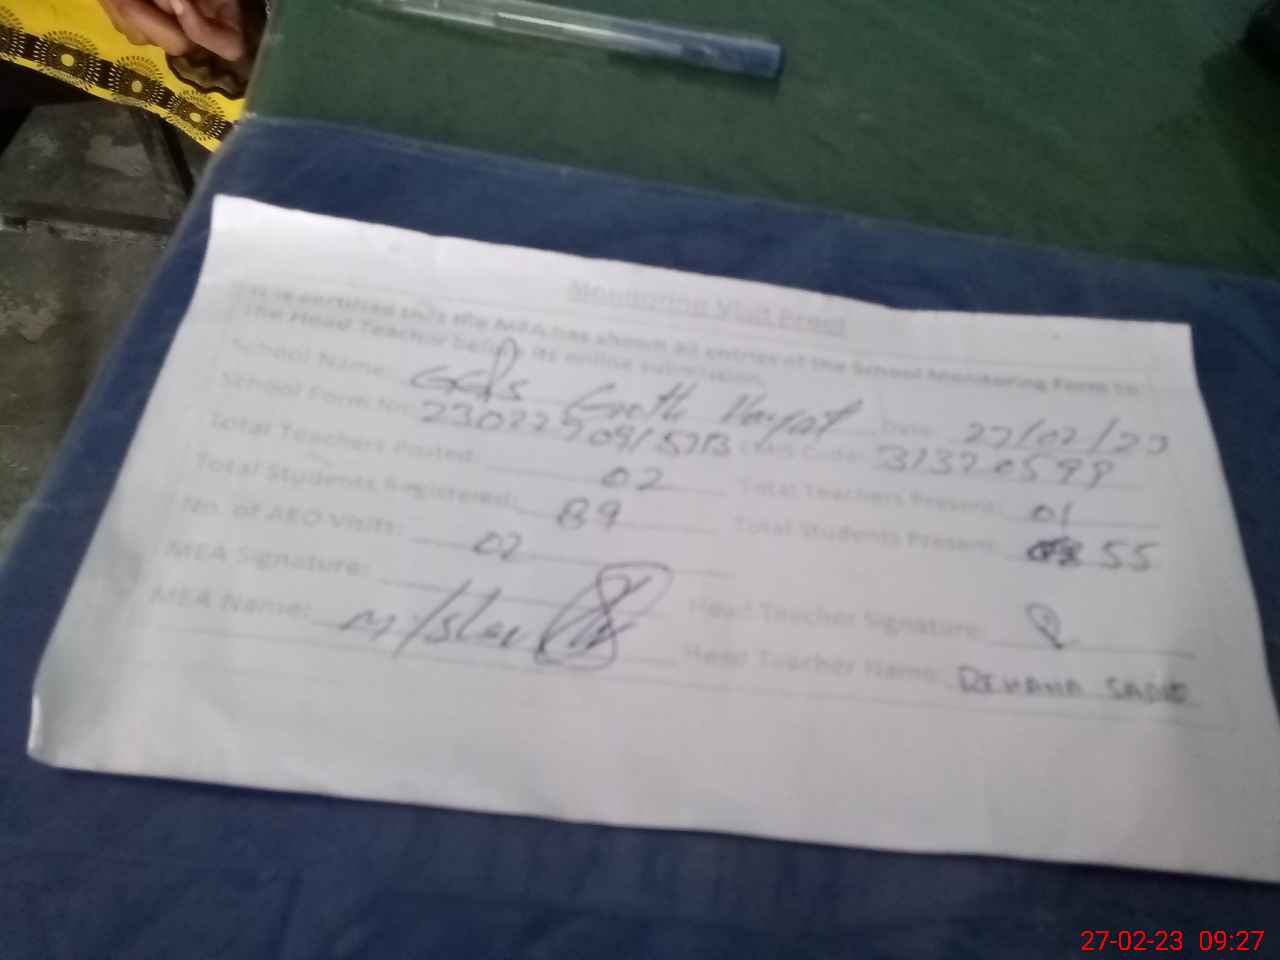 Monitoring Visit Proof
It is certified that the MEA has shown all entries of the School Monitoring Form to
the Head Teacher before its online submission.
School Name: GGPS Goth Hayat Date: 27/02/23
School Form No: EMIS Code: 31320599
Total Teachers Posted: 02 Total Teachers Present: 01
Total Students Registered: 89 Total Students Present: 55
No. of AEO Visits: 02
MEA Signature: Head Teacher Signature:
MEA Name: Head Teacher Name: REHANA
27-02-23 09:27